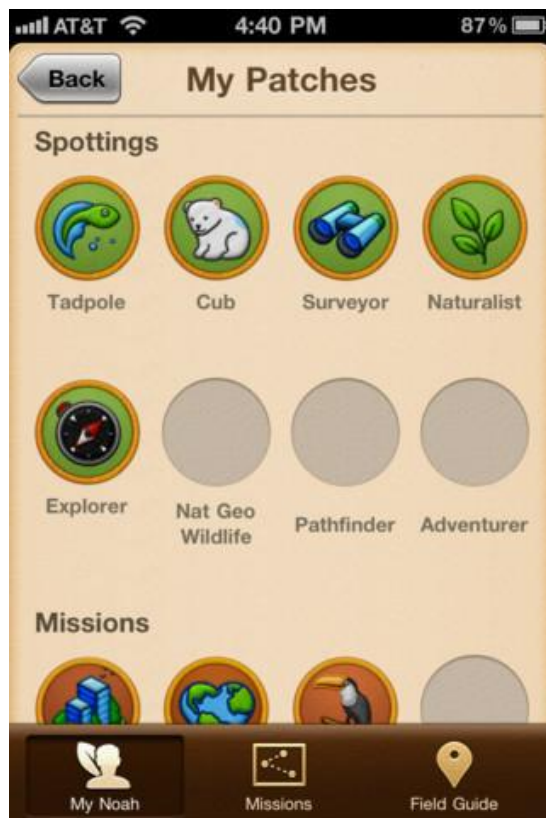 AT&T 4:40 PM 87%
Back My Patches
Spottings
Tadpole Cub Surveyor Naturalist
Explorer Nat Geo Wildlife Pathfinder Adventurer
Missions
My Noah Missions Field Guide